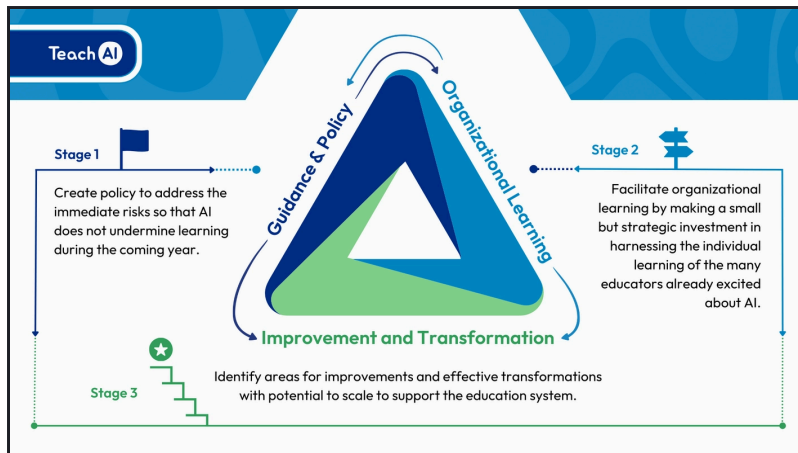 Teach AI
Guidance & Policy
Organizational Learning
Stage 1
Create policy to address the
immediate risks so that AI
does not undermine learning
during the coming year.
Stage 2
Facilitate organizational
learning by making a small
but strategic investment in
harnessing the individual
learning of the many
educators already excited
about AI.
Improvement and Transformation
Stage 3
Identify areas for improvements and effective transformations
with potential to scale to support the education system.